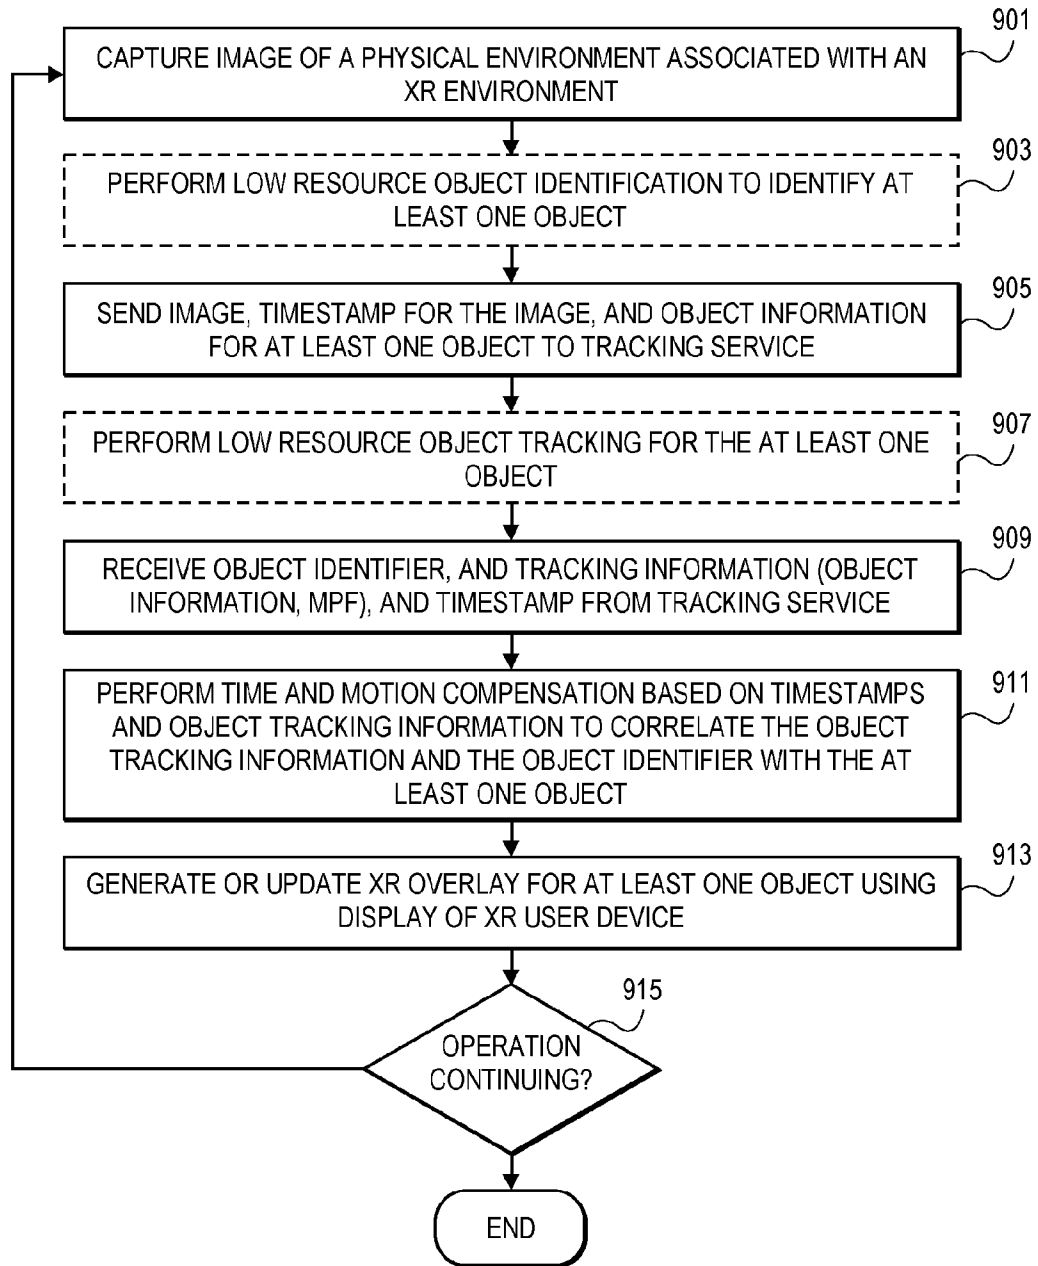 901
CAPTURE IMAGE OF A PHYSICAL ENVIRONMENT ASSOCIATED WITH AN
XR ENVIRONMENT
903
PERFORM LOW RESOURCE OBJECT IDENTIFICATION TO IDENTIFY AT
LEAST ONE OBJECT
905
SEND IMAGE, TIMESTAMP FOR THE IMAGE, AND OBJECT INFORMATION
FOR AT LEAST ONE OBJECT TO TRACKING SERVICE
907
PERFORM LOW RESOURCE OBJECT TRACKING FOR THE AT LEAST ONE
OBJECT
909
RECEIVE OBJECT IDENTIFIER, AND TRACKING INFORMATION (OBJECT
INFORMATION, MPF), AND TIMESTAMP FROM TRACKING SERVICE
911
PERFORM TIME AND MOTION COMPENSATION BASED ON TIMESTAMPS
AND OBJECT TRACKING INFORMATION TO CORRELATE THE OBJECT
TRACKING INFORMATION AND THE OBJECT IDENTIFIER WITH THE AT
LEAST ONE OBJECT
913
GENERATE OR UPDATE XR OVERLAY FOR AT LEAST ONE OBJECT USING
DISPLAY OF XR USER DEVICE
915
OPERATION
CONTINUING?
END